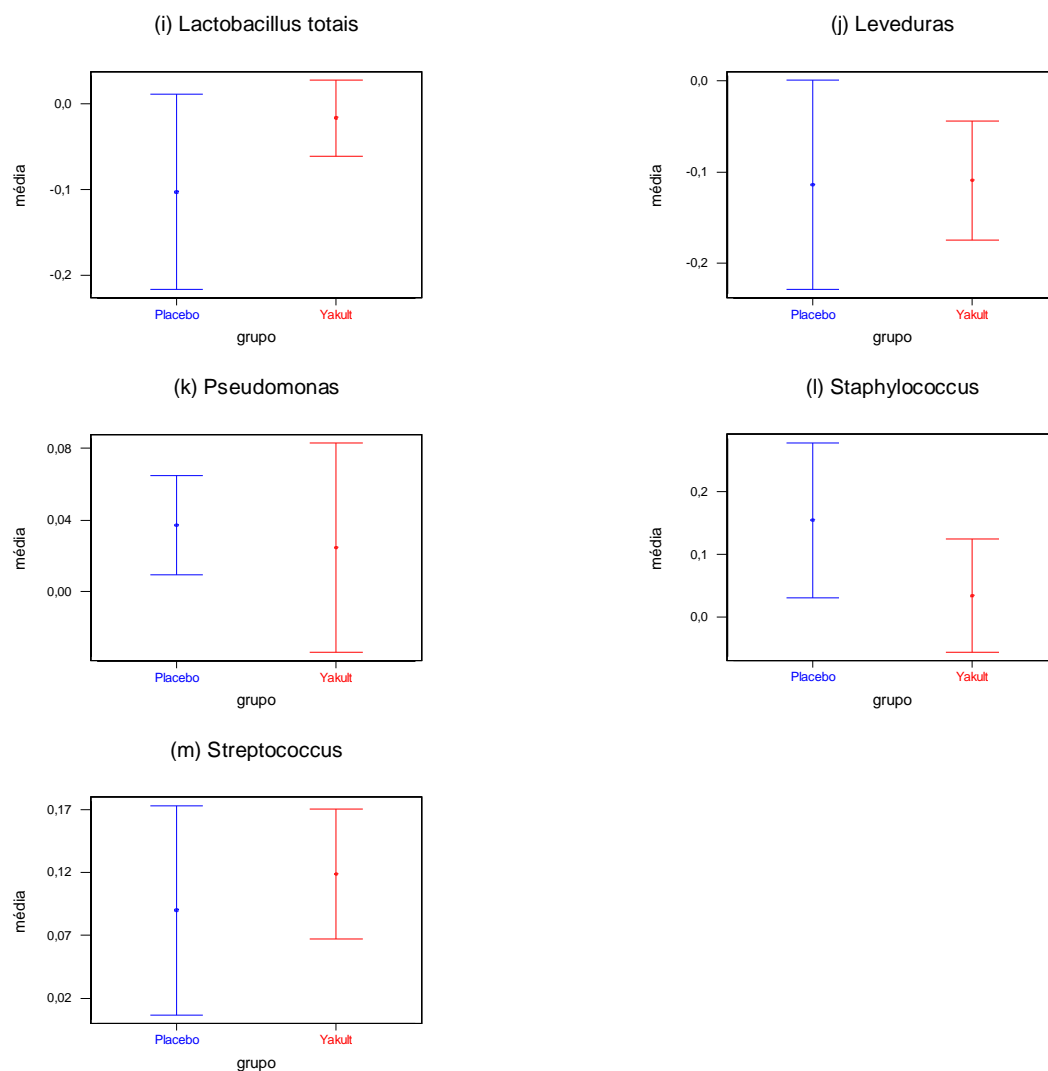 (i) Lactobacillus totais
0,0
-0,1
-0,2
média
Placebo
Yakult
grupo
(j) Leveduras
0,0
-0,1
-0,2
média
Placebo
Yakult
grupo
(k) Pseudomonas
0,08
0,04
0,00
média
Placebo
Yakult
grupo
(l) Staphylococcus
0,2
0,1
0,0
média
Placebo
Yakult
grupo
(m) Streptococcus
0,17
0,12
0,07
0,02
média
Placebo
Yakult
grupo